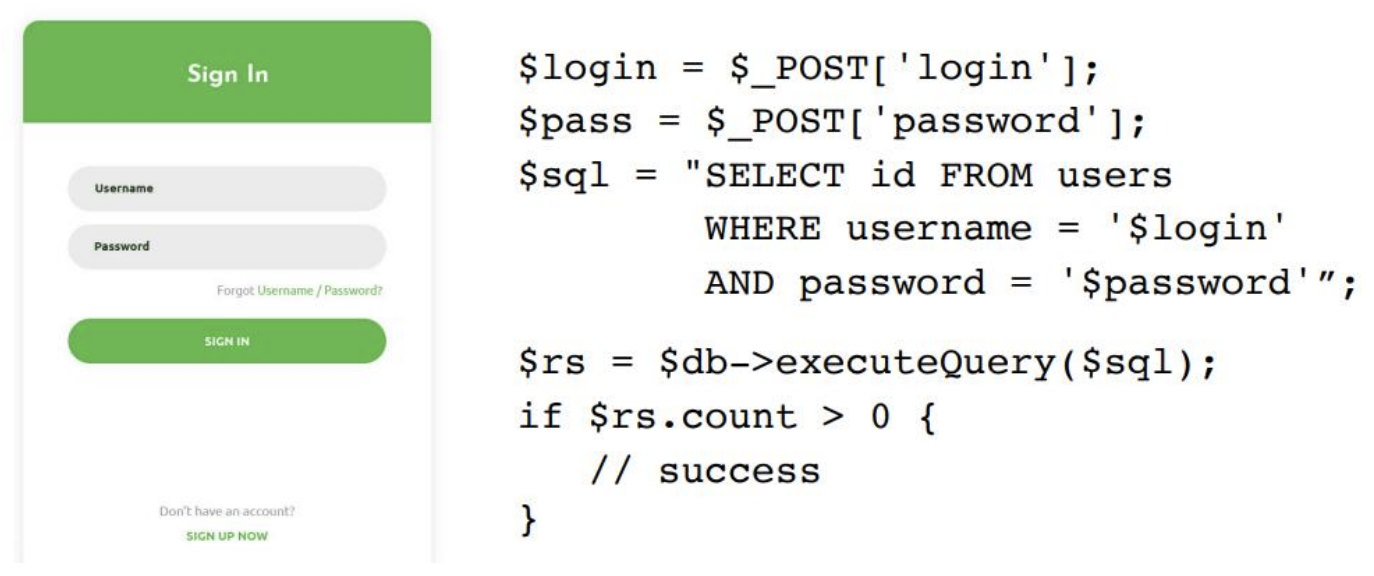 Sign In
Username
Password
Forgot Username / Password?
SIGN IN
Don't have an account?
SIGN UP NOW
$login = $_POST['login'];
$pass = $_POST['password'];
$sql = "SELECT id FROM users
WHERE username = '$login'
AND password = '$password'";
$rs = $db->executeQuery($sql);
if $rs.count > 0 {
// success
}